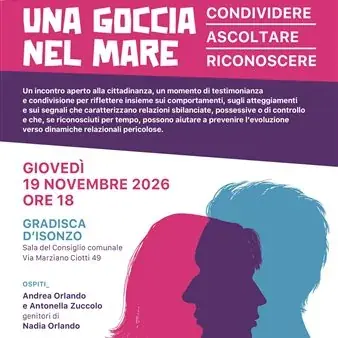 UNA GOCCIA
NEL MARE
CONDIVIDERE
ASCOLTARE
RICONOSCERE
Un incontro aperto alla cittadinanza, un momento di testimonianza
e condivisione per riflettere insieme sui comportamenti, sugli atteggiamenti
e sui segnali che caratterizzano relazioni sbilanciate, possessive o di controllo
e che, se riconosciuti per tempo, possono aiutare a prevenire l'evoluzione
verso dinamiche relazionali pericolose.
GIOVEDÌ
19 NOVEMBRE 2026
ORE 18
GRADISCA
D'ISONZO
Sala del Consiglio comunale
Via Marziano Ciotti 49
OSPITI_
Andrea Orlando
e Antonella Zuccolo
genitori di
Nadia Orlando